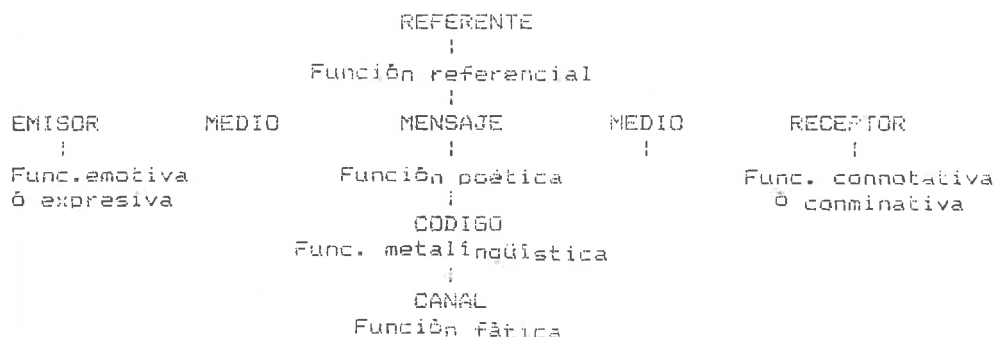 REFERENTE
Función referencial
EMISOR MEDIO MENSAJE MEDIO RECEPTOR
Func.emotiva Función poética Func. connotativa
ó expresiva ó conminativa
CODIGO
Func. metalíngüística
CANAL
Función fática